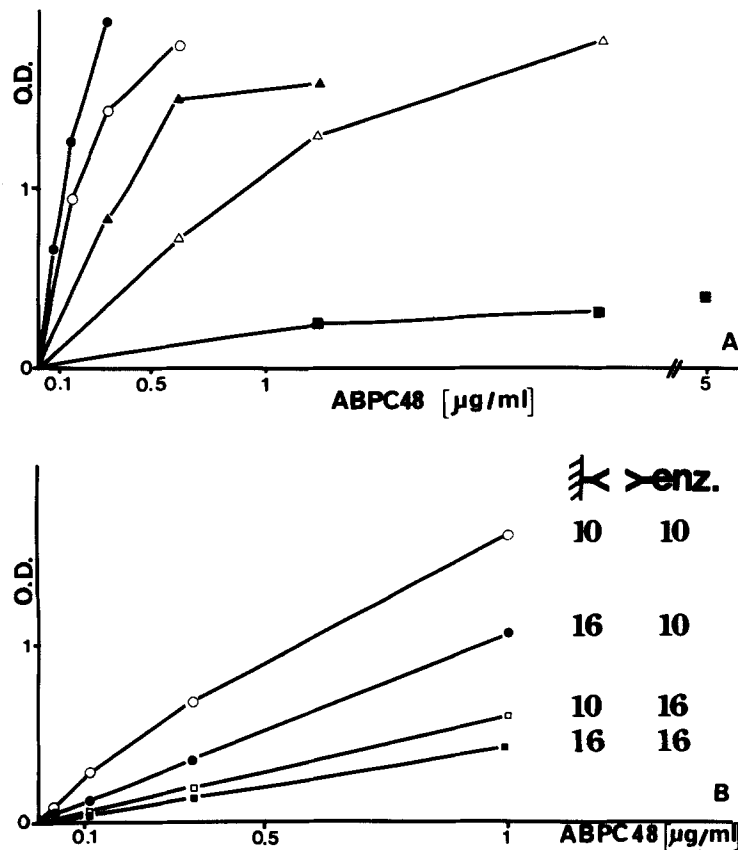 O.D.
1
0
0.1 0.5 1 5
A
ABPC48 [µg/ml]
enz.
10 10
O.D.
16 10
1
10 16
16 16
B
0
0.1 0.5 1 ABPC48 [µg/ml]